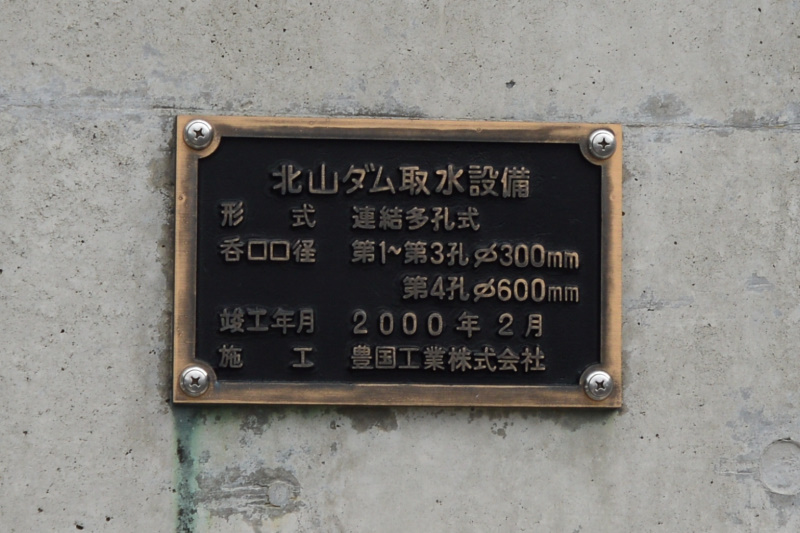 北山ダム取水設備
形 式 連結多孔式
呑口口径 第1~第3孔 ⌀300mm
第4孔 ⌀600mm
竣工年月 2000年2月
施 工 豊国工業株式会社